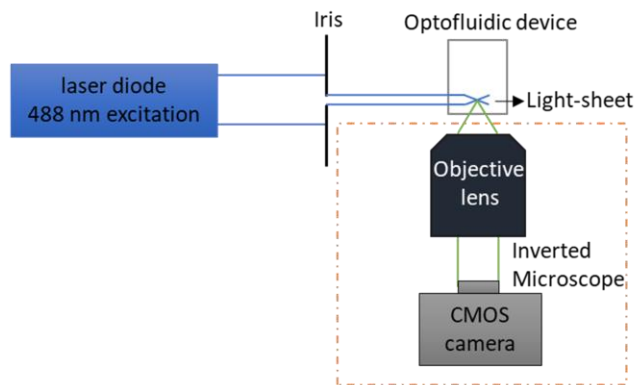 Iris
Optofluidic device
laser diode
488 nm excitation
Light-sheet
Objective
lens
Inverted
Microscope
CMOS
camera